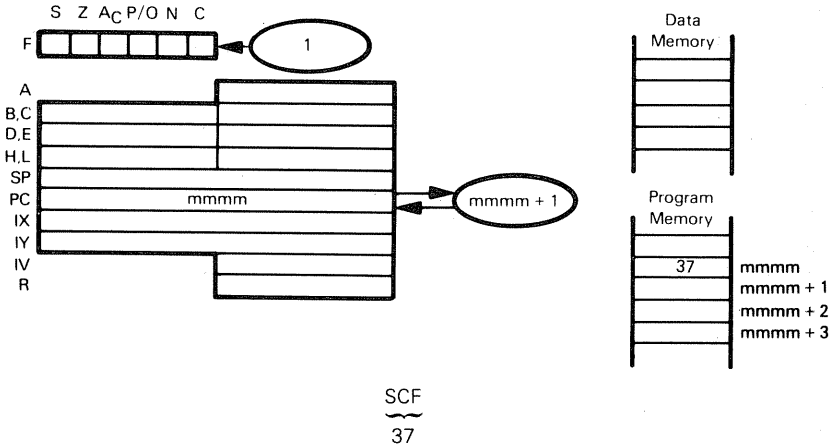 S Z AC P/O N C
F
1
A
B,C
D,E
H,L
SP
PC mmmm
mmmm + 1
IX
IY
IV
R
Data
Memory
Program
Memory
37 mmmm
mmmm + 1
mmmm + 2
mmmm + 3
SCF
37